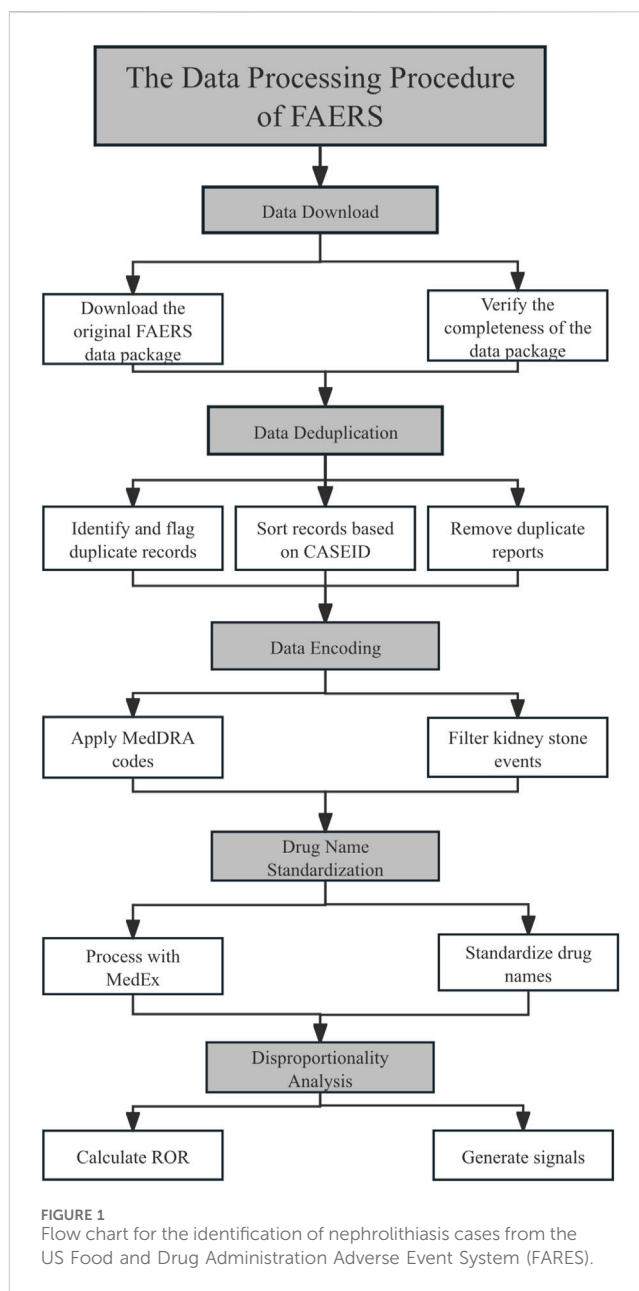 The Data Processing Procedure
of FAERS
Data Download
Download the
original FAERS
data package
Verify the
completeness of the
data package
Data Deduplication
Identify and flag
duplicate records
Sort records based
on CASEID
Remove duplicate
reports
Data Encoding
Apply MedDRA
codes
Filter kidney stone
events
Drug Name
Standardization
Process with
MedEx
Standardize drug
names
Disproportionality
Analysis
Calculate ROR
Generate signals
FIGURE 1
Flow chart for the identification of nephrolithiasis cases from the
US Food and Drug Administration Adverse Event System (FARES).